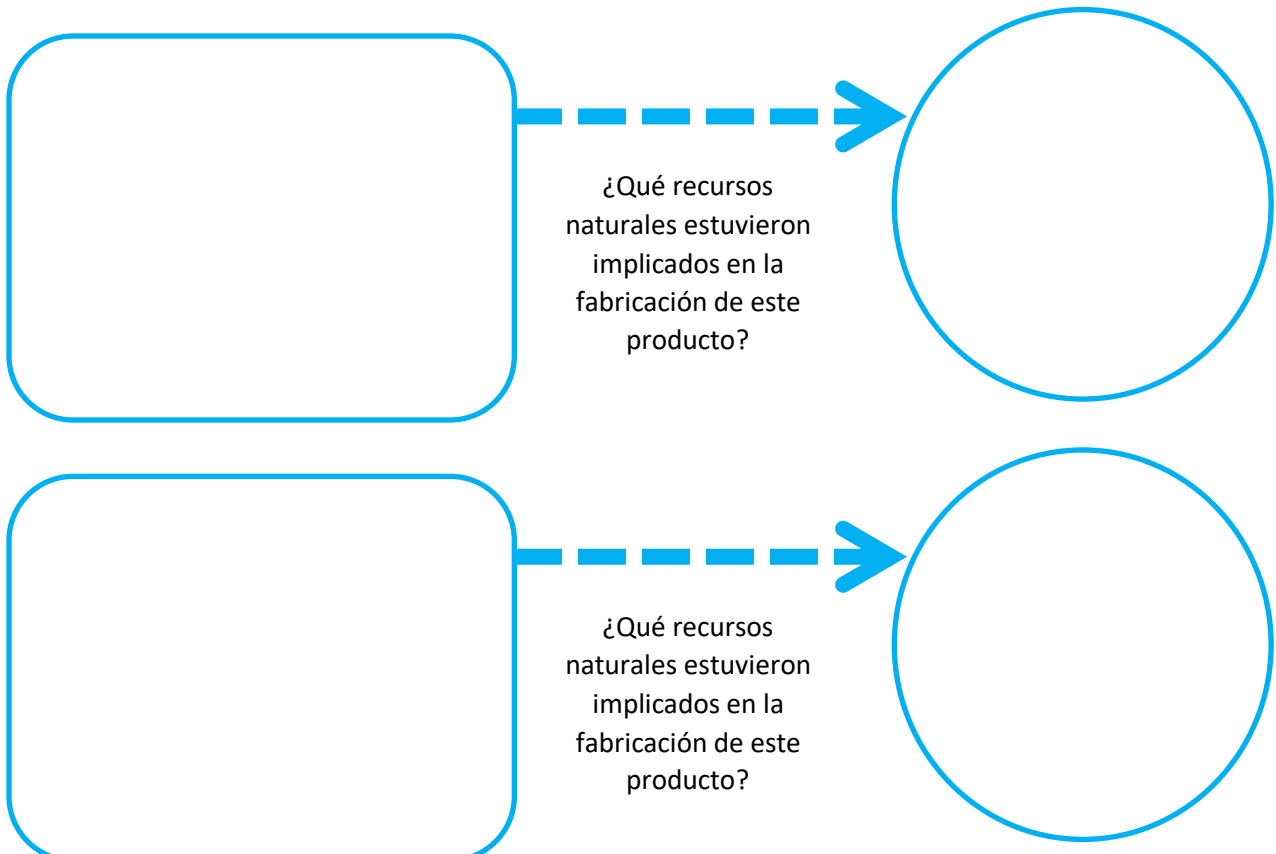 ¿Qué recursos
naturales estuvieron
implicados en la
fabricación de este
producto?
¿Qué recursos
naturales estuvieron
implicados en la
fabricación de este
producto?